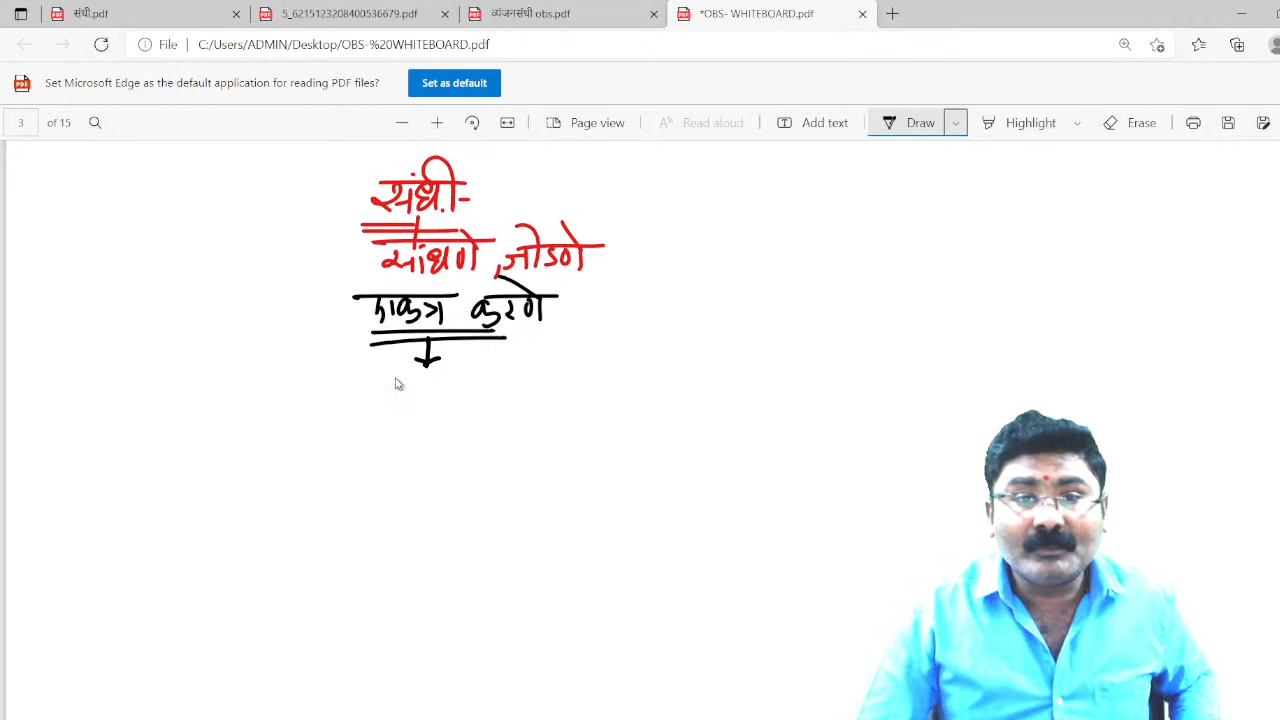 संधी.pdf 5_6215123208400536679.pdf व्यंजनसंधी obs.pdf *OBS- WHITEBOARD.pdf
File C:/Users/ADMIN/Desktop/OBS-%20WHITEBOARD.pdf
Set Microsoft Edge as the default application for reading PDF files? Set as default
3 of 15 Page view Read aloud Add text Draw Highlight Erase
संधी-
सांधणे, जोडणे
एकत्र करणे